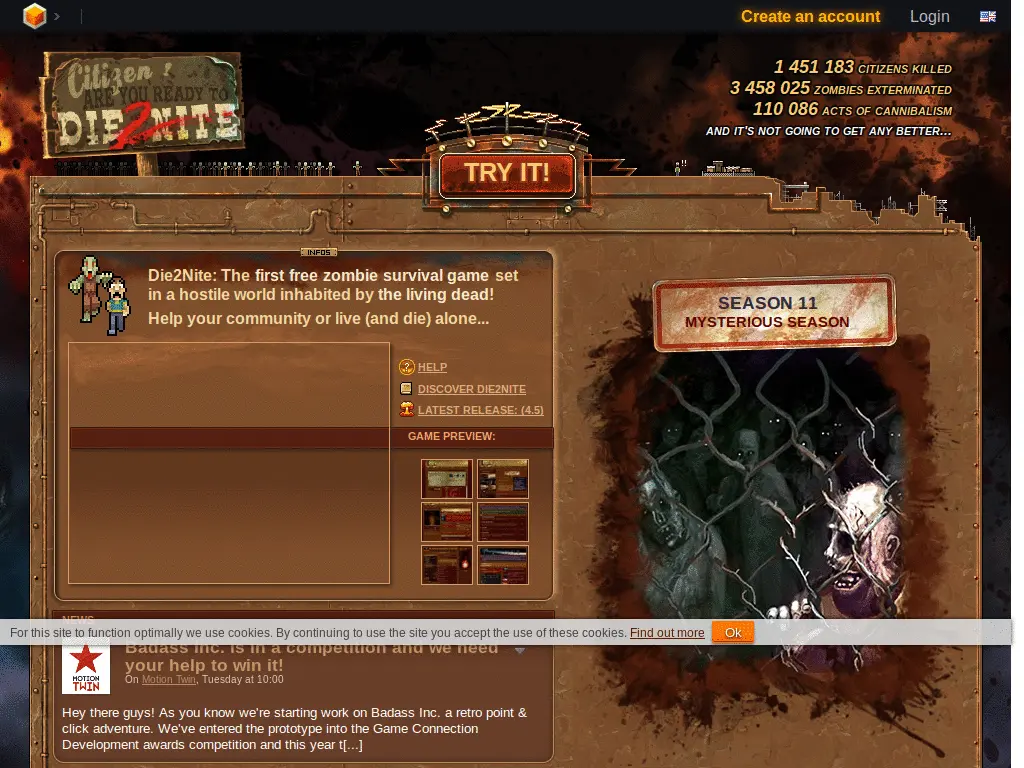 Create an account
Login
Citizen !
ARE YOU READY TO
DIE2NITE
1 451 183 CITIZENS KILLED
3 458 025 ZOMBIES EXTERMINATED
110 086 ACTS OF CANNIBALISM
AND IT'S NOT GOING TO GET ANY BETTER...
TRY IT!
INFOS
Die2Nite: The first free zombie survival game set
in a hostile world inhabited by the living dead!
Help your community or live (and die) alone...
HELP
DISCOVER DIE2NITE
LATEST RELEASE: (4.5)
GAME PREVIEW:
SEASON 11
MYSTERIOUS SEASON
NEWS
For this site to function optimally we use cookies. By continuing to use the site you accept the use of these cookies. Find out more
Ok
Badass Inc. is in a competition and we need
your help to win it!
On Motion Twin, Tuesday at 10:00
MOTION
TWIN
Hey there guys! As you know we're starting work on Badass Inc. a retro point &
click adventure. We've entered the prototype into the Game Connection
Development awards competition and this year t[...]